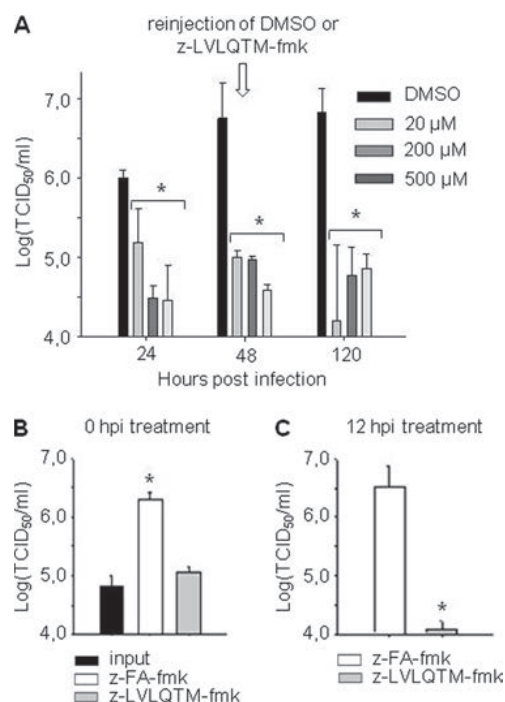 A
reinjection of DMSO or
z-LVLQTM-fmk
7,0
6,0
5,0
4,0
Log(TCID50/ml)
DMSO
20 µM
200 µM
500 µM
*
*
*
24
48
120
Hours post infection
B
0 hpi treatment
7,0
6,0
5,0
4,0
Log(TCID50/ml)
*
input
z-FA-fmk
z-LVLQTM-fmk
C
12 hpi treatment
7,0
6,0
5,0
4,0
Log(TCID50/ml)
*
z-FA-fmk
z-LVLQTM-fmk